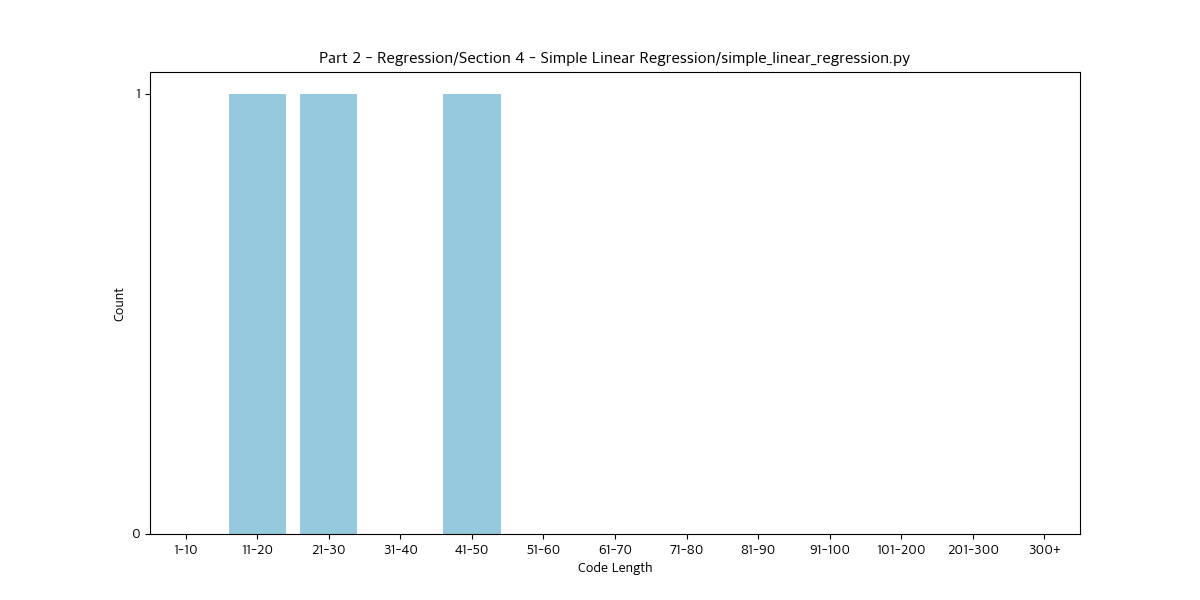 Part 2 - Regression/Section 4 - Simple Linear Regression/simple_linear_regression.py
1
Count
0
1-10 11-20 21-30 31-40 41-50 51-60 61-70 71-80 81-90 91-100 101-200 201-300 300+
Code Length